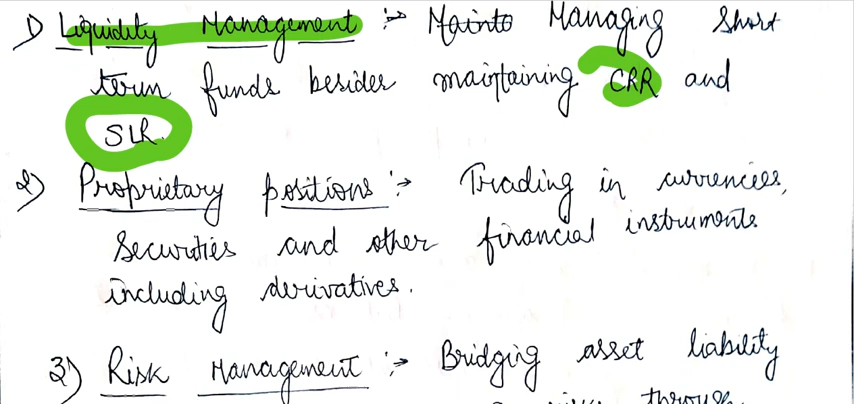 1) Liquidity Management :- Mainto Managing short
term funds besides maintaining CRR and
SLR.
2) Proprietary positions :- Trading in currencies,
securities and other financial instruments
including derivatives.
3) Risk Management :- Bridging asset liability
through